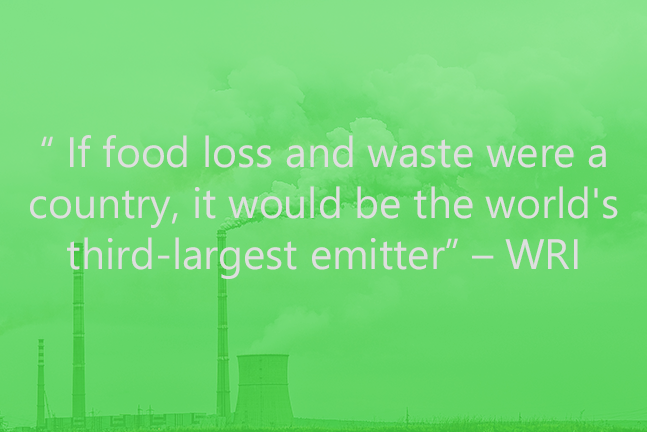 “ If food loss and waste were a
country, it would be the world's
third-largest emitter” – WRI